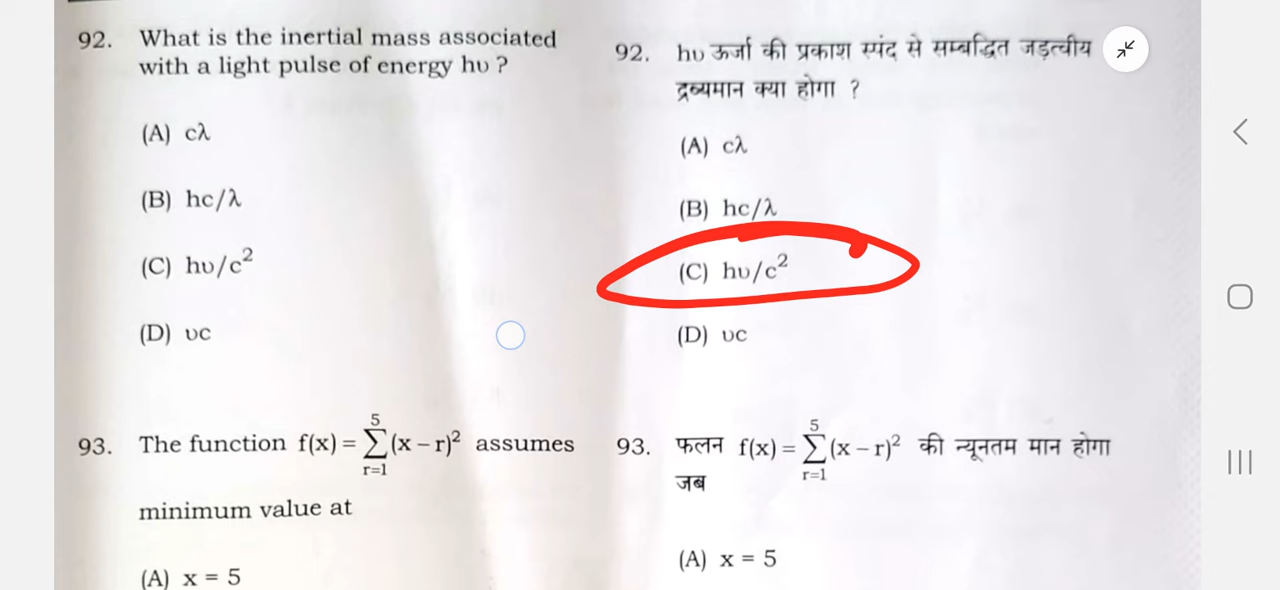 92. What is the inertial mass associated
with a light pulse of energy hυ ?
(A) cλ
(B) hc/λ
(C) hυ/c²
(D) υc
93. The function f(x) = ∑_{r=1}^{5} (x – r)² assumes
minimum value at
(A) x = 5
92. hυ ऊर्जा की प्रकाश स्पंद से सम्बद्धित जड़त्वीय
द्रव्यमान क्या होगा ?
(A) cλ
(B) hc/λ
(C) hυ/c²
(D) υc
93. फलन f(x) = ∑_{r=1}^{5} (x – r)² की न्यूनतम मान होगा
जब
(A) x = 5